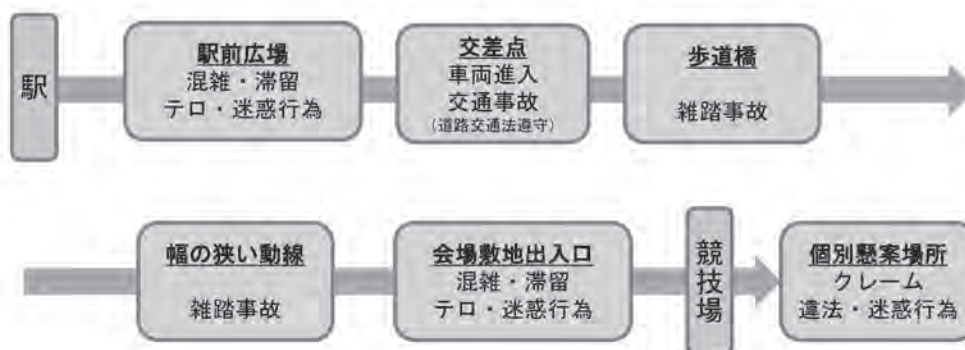 駅
駅前広場
混雑・滞留
テロ・迷惑行為
交差点
車両進入
交通事故
(道路交通法遵守)
歩道橋
雑踏事故
幅の狭い動線
雑踏事故
会場敷地出入口
混雑・滞留
テロ・迷惑行為
競技場
個別懸案場所
クレーム
違法・迷惑行為